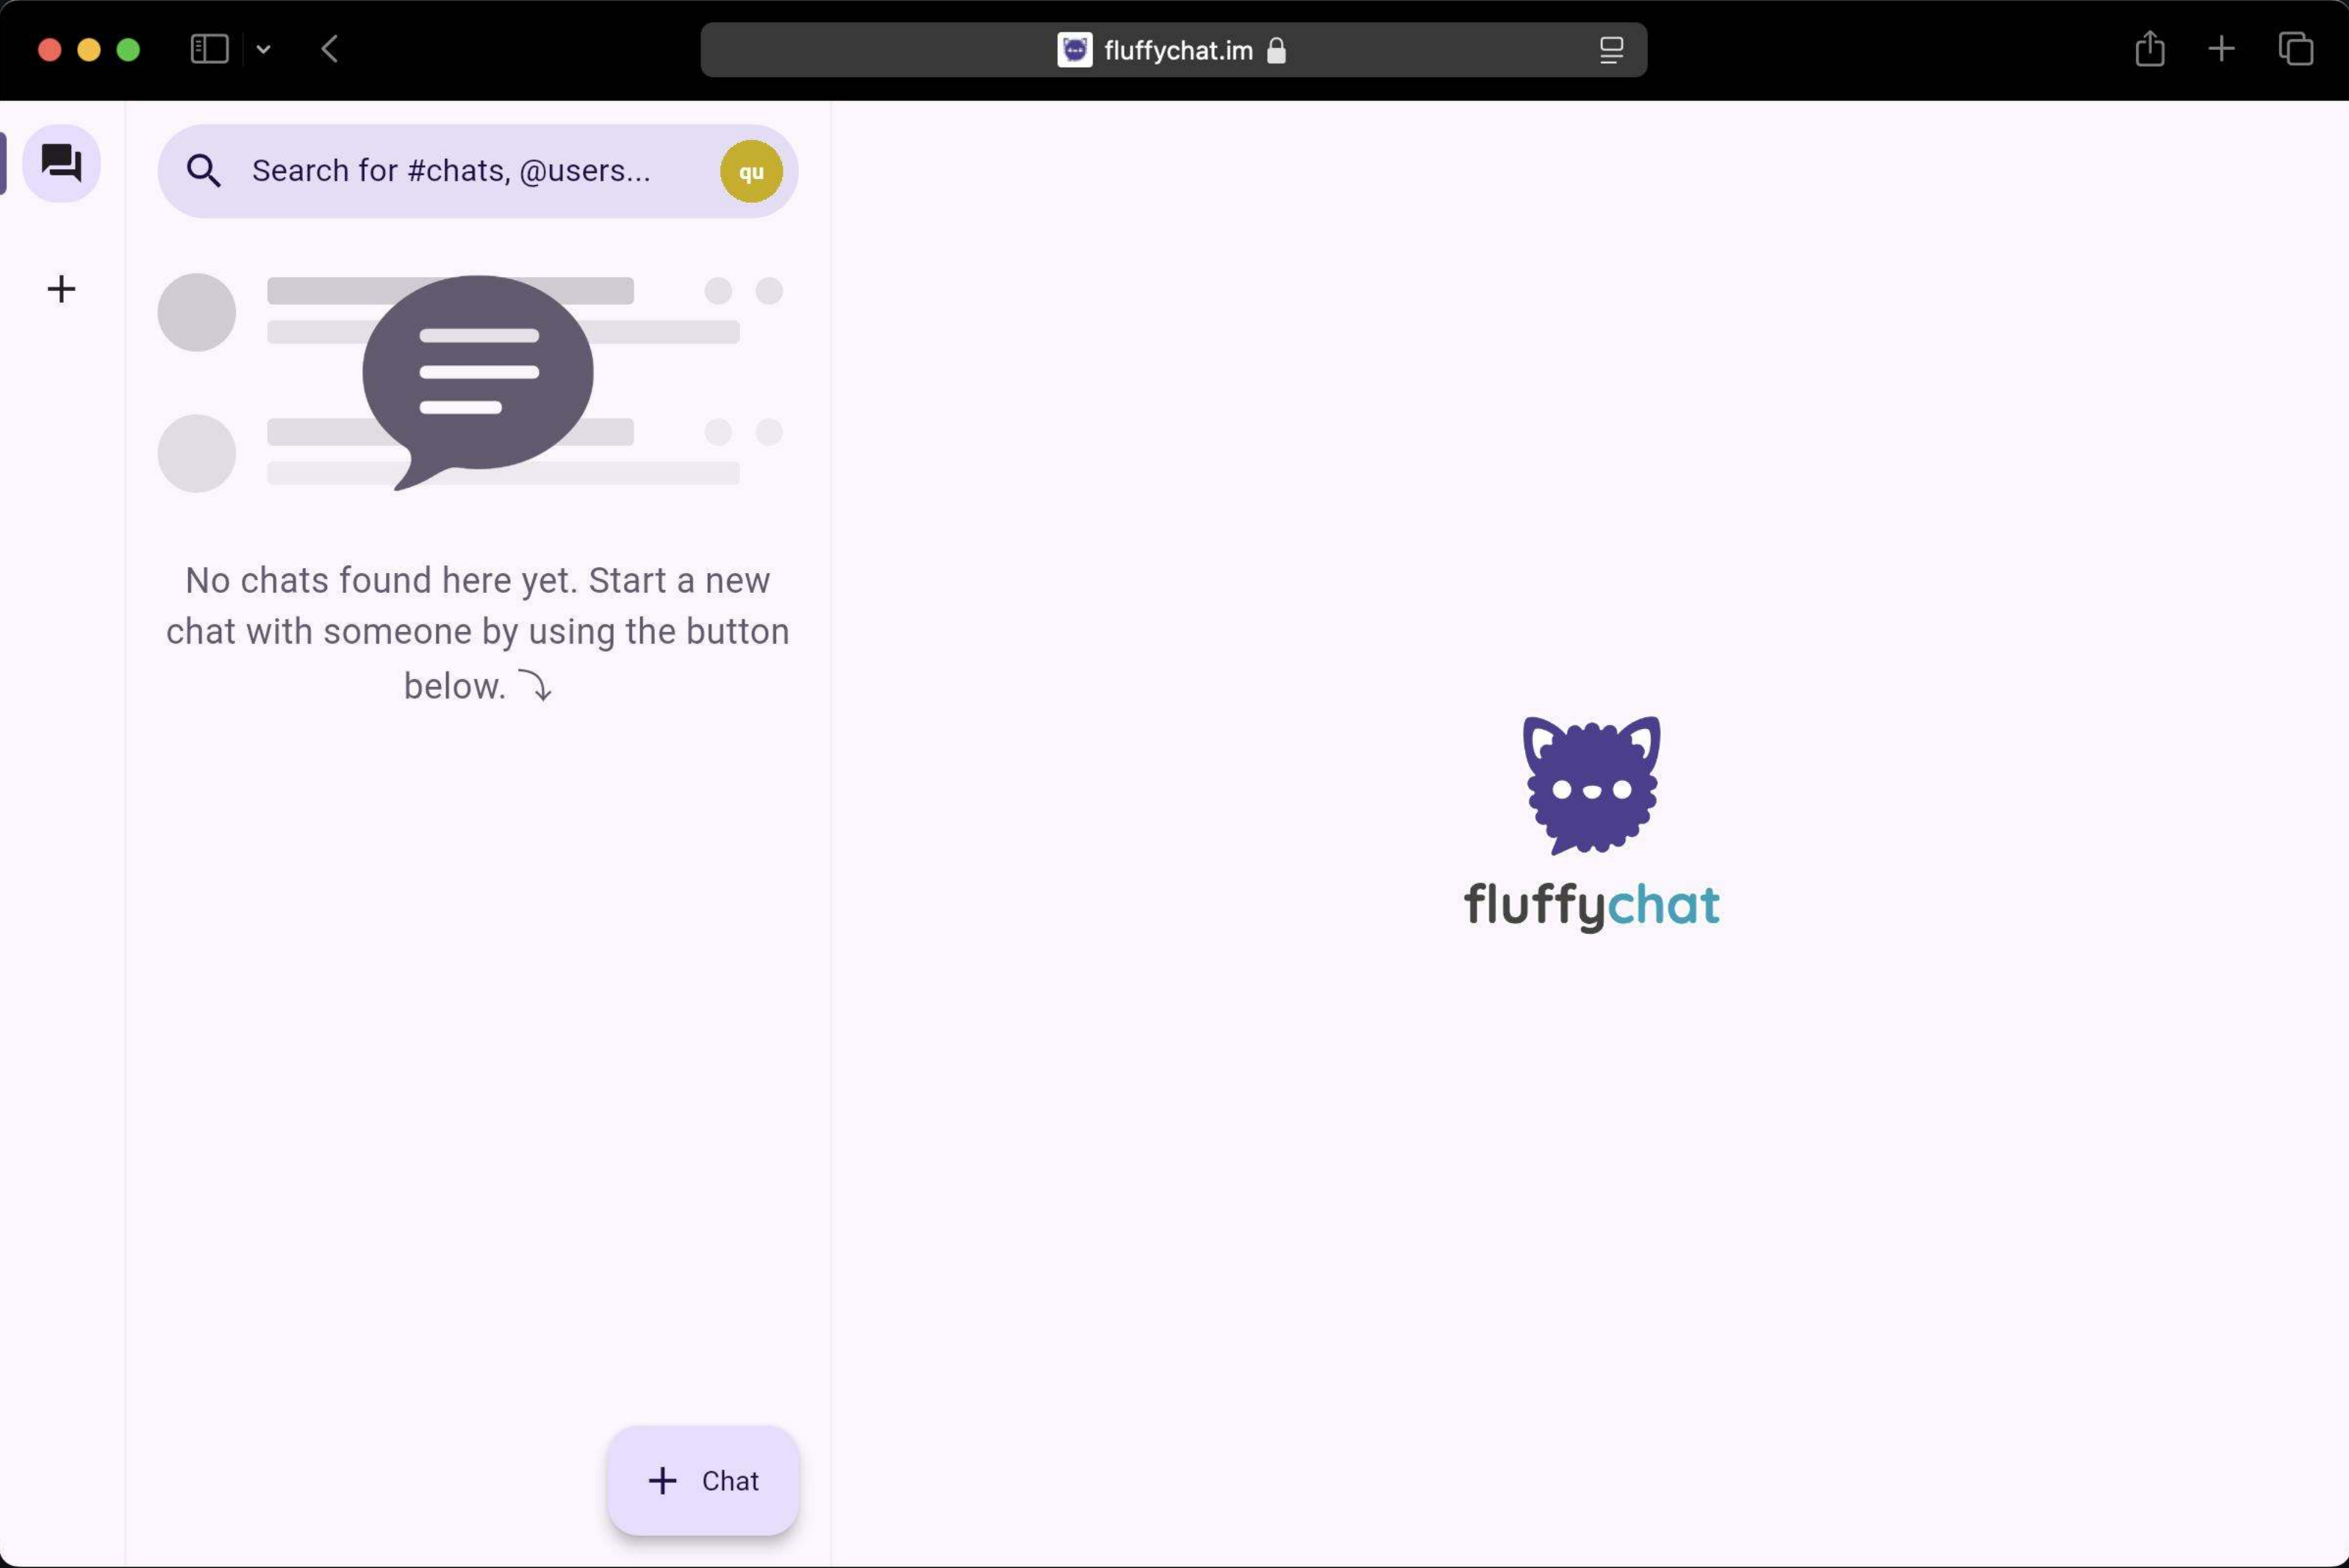 fluffychat.im
Search for #chats, @users...
qu
No chats found here yet. Start a new
chat with someone by using the button
below. ⤵
fluffychat
Chat